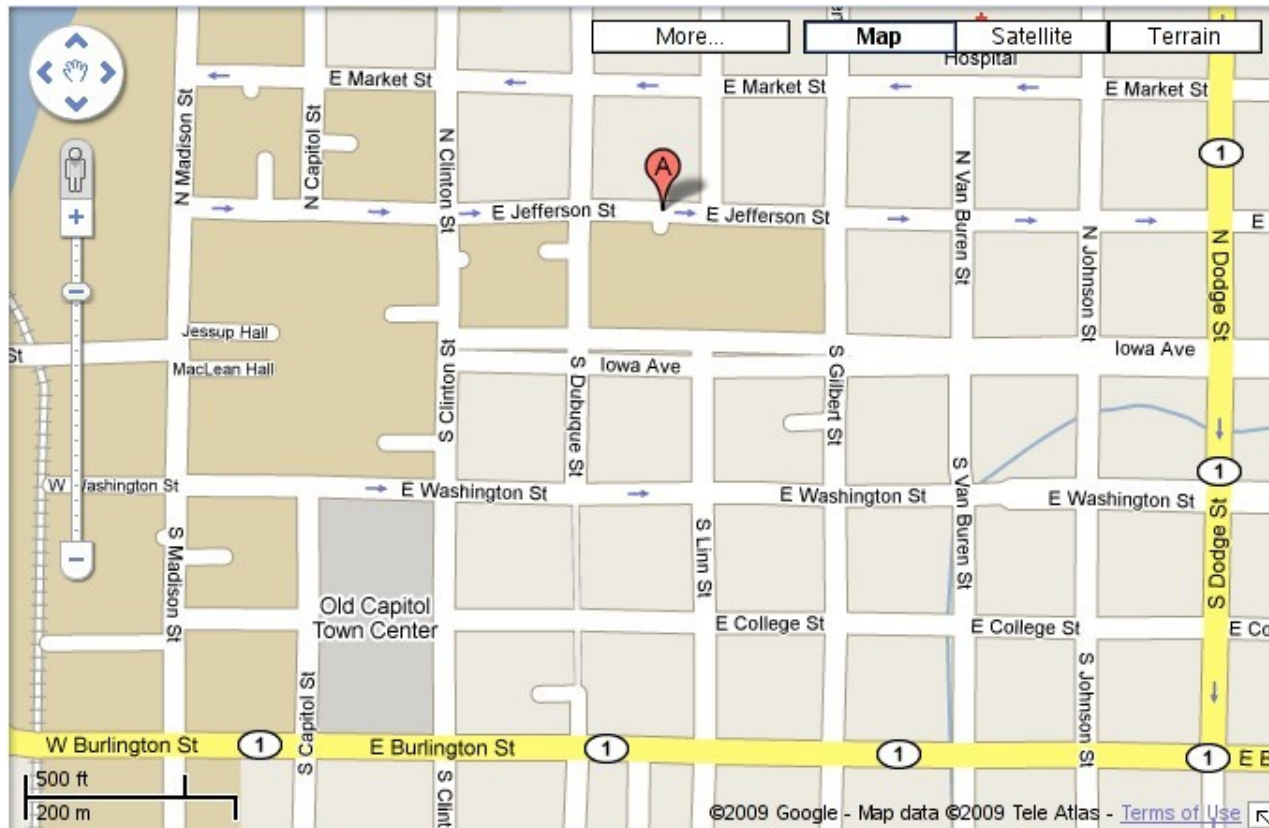 More...
Map
Satellite
Terrain
Hospital
E Market St
E Market St
E Market St
N Madison St
N Capitol St
N Clinton St
1
A
E Jefferson St
E Jefferson St
E
N Van Buren St
N Johnson St
N Dodge St
Jessup Hall
St
MacLean Hall
Iowa Ave
Iowa Ave
S Clinton St
S Dubuque St
S Gilbert St
1
W Washington St
E Washington St
E Washington St
E Washington St
S Madison St
S Linn St
S Van Buren St
S Dodge St
Old Capitol
Town Center
E College St
E College St
E Co
S Capitol St
S Johnson St
W Burlington St
1
E Burlington St
1
1
1
E B
S Clint
500 ft
200 m
©2009 Google - Map data ©2009 Tele Atlas - Terms of Use